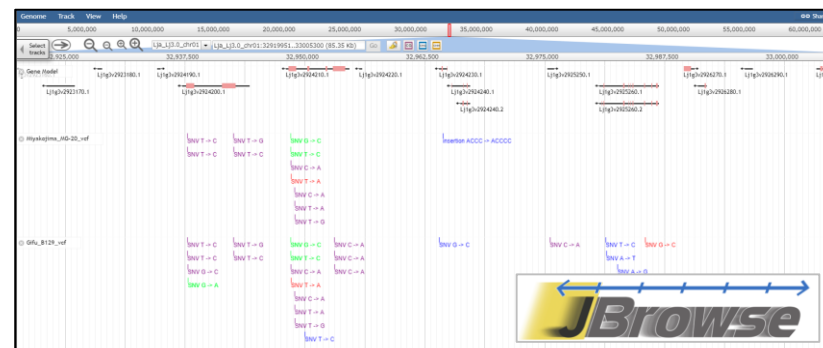 Genome Track View Help
0 5,000,000 10,000,000 15,000,000 20,000,000 25,000,000 30,000,000 35,000,000 40,000,000 45,000,000 50,000,000 55,000,000 60,000,000
Select tracks Lja_Lj3.0_chr01 Lja_Lj3.0_chr01:32919951..33005300 (85.35 Kb) Go
32,925,000 32,937,500 32,950,000 32,962,500 32,975,000 32,987,500 33,000,000
Gene Model
Lj1g3v2923180.1 Lj1g3v2924190.1 Lj1g3v2924210.1 Lj1g3v2924220.1 Lj1g3v2924230.1 Lj1g3v2925250.1 Lj1g3v2925260.1 Lj1g3v2926270.1 Lj1g3v2926290.1
Lj1g3v2923170.1 Lj1g3v2924200.1 Lj1g3v2924240.1 Lj1g3v2926280.1
Lj1g3v2924240.2 Lj1g3v2925260.2
Miyakojima_MG-20_vcf
SNV T -> C SNV T -> G SNV G -> C Insertion ACCC -> ACCCC
SNV T -> C SNV T -> C SNV T -> C
SNV C -> A
SNV T -> A
SNV C -> A
SNV T -> A
SNV T -> G
Gifu_B129_vcf
SNV T -> C SNV T -> G SNV G -> C SNV C -> A SNV G -> C SNV C -> A SNV T -> C SNV G -> C
SNV T -> C SNV T -> C SNV T -> C SNV C -> A SNV A -> T
SNV G -> C SNV C -> A SNV A -> G
SNV G -> A SNV T -> A
SNV C -> A
SNV T -> A
SNV T -> G
SNV T -> C
JBrowse